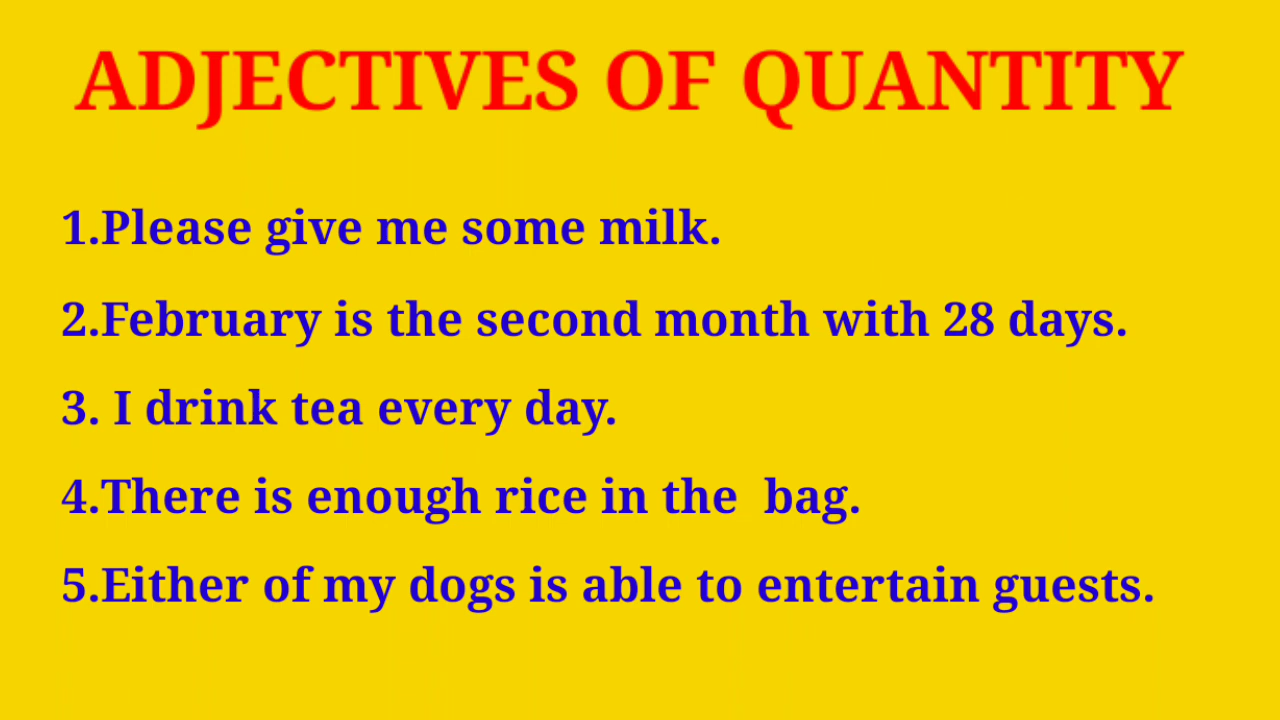 ADJECTIVES OF QUANTITY
1.Please give me some milk.
2.February is the second month with 28 days.
3. I drink tea every day.
4.There is enough rice in the  bag.
5.Either of my dogs is able to entertain guests.